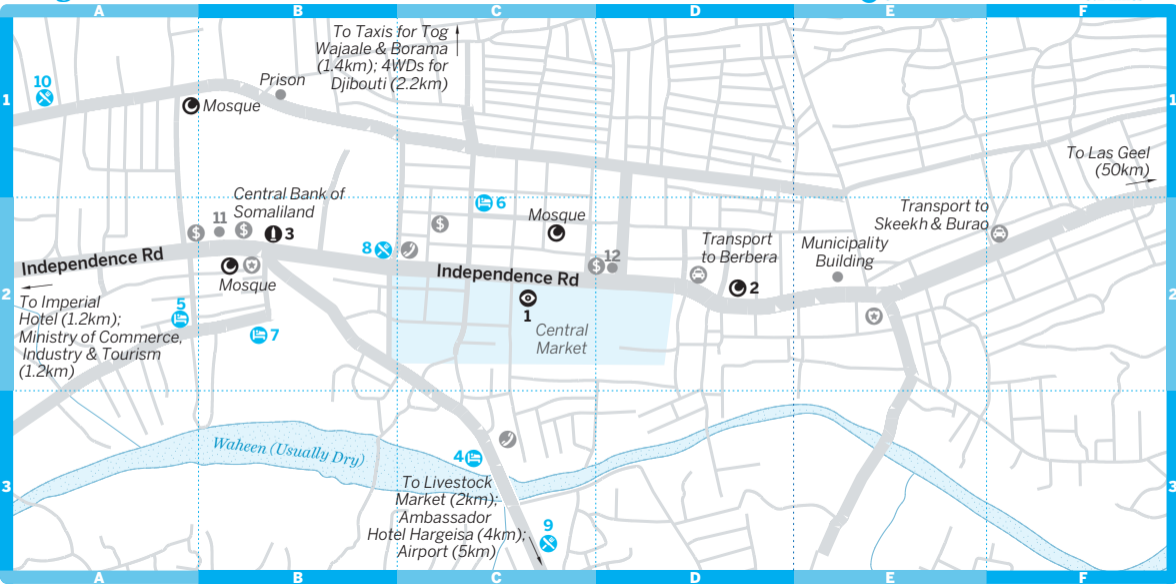 A B C D E F
1
To Taxis for Tog
Wajaale & Borama
(1.4km); 4WDs for
Djibouti (2.2km)
10
Prison
Mosque
1
To Las Geel
(50km)
Central Bank of
Somaliland
11
$
$
3
6
$
Mosque
8
Transport to
Skeekh & Burao
Transport
to Berbera
Municipality
Building
Independence Rd
Independence Rd
$
12
Mosque
2
2
2
To Imperial
Hotel (1.2km);
Ministry of Commerce,
Industry & Tourism
(1.2km)
5
7
1
Central
Market
Waheen (Usually Dry)
4
3
3
To Livestock
Market (2km);
Ambassador
Hotel Hargeisa (4km);
Airport (5km)
9
A B C D E F